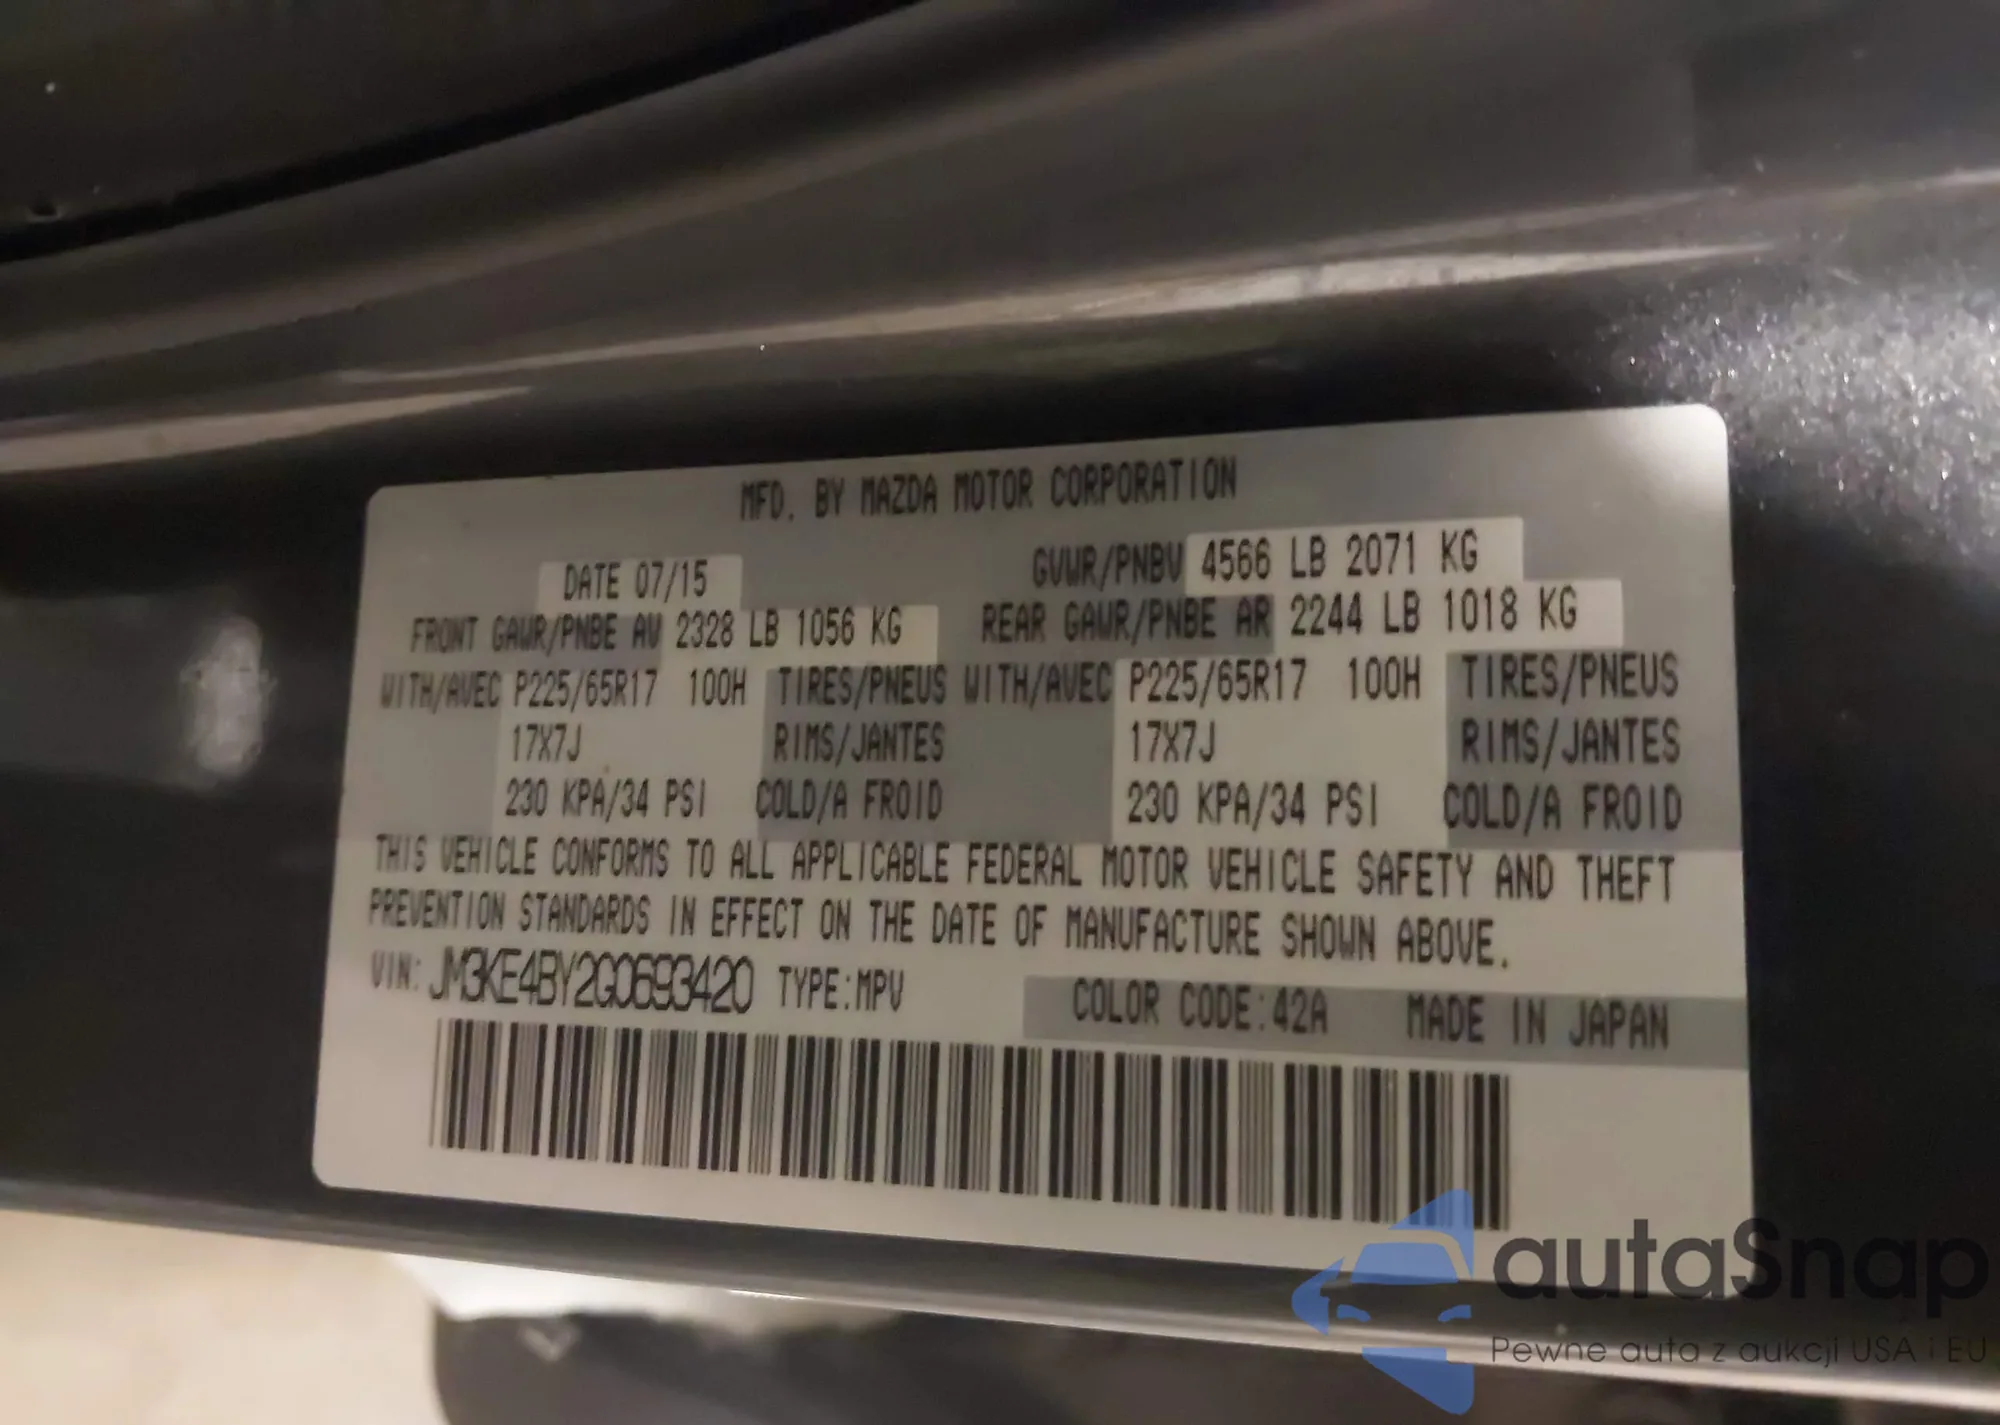 MFD. BY MAZDA MOTOR CORPORATION
DATE 07/15 GVWR/PNBV 4566 LB 2071 KG
FRONT GAWR/PNBE AV 2328 LB 1056 KG REAR GAWR/PNBE AR 2244 LB 1018 KG
WITH/AVEC P225/65R17 100H TIRES/PNEUS WITH/AVEC P225/65R17 100H TIRES/PNEUS
17X7J RIMS/JANTES 17X7J RIMS/JANTES
230 KPA/34 PSI COLD/A FROID 230 KPA/34 PSI COLD/A FROID
THIS VEHICLE CONFORMS TO ALL APPLICABLE FEDERAL MOTOR VEHICLE SAFETY AND THEFT
PREVENTION STANDARDS IN EFFECT ON THE DATE OF MANUFACTURE SHOWN ABOVE.
VIN: JM3KE4BY2G0693420 TYPE:MPV COLOR CODE:42A MADE IN JAPAN
autaSnap
Pewne auta z aukcji USA i EU